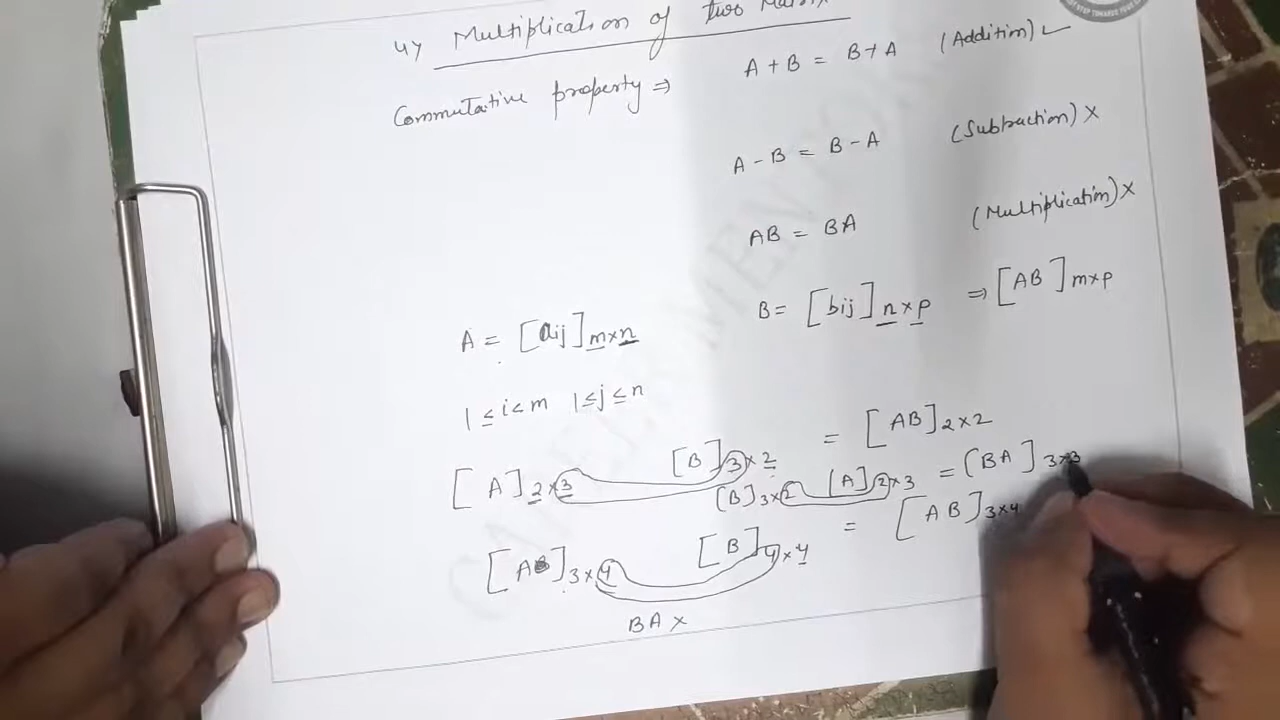 4) Multiplication of two Matrix
Commutative property ⇒ A + B = B + A (Addition) ✓
A - B = B - A (Subtraction) ×
AB = BA (Multiplication) ×
A = [aij] m×n B = [bij] n×p ⇒ [AB] m×p
1 ≤ i ≤ m 1 ≤ j ≤ n
[A] 2×3 [B] 3×2 = [AB] 2×2
[B] 3×2 [A] 2×3 = [BA] 3×3
[A] 3×4 [B] 4×4 = [AB] 3×4
BA ×